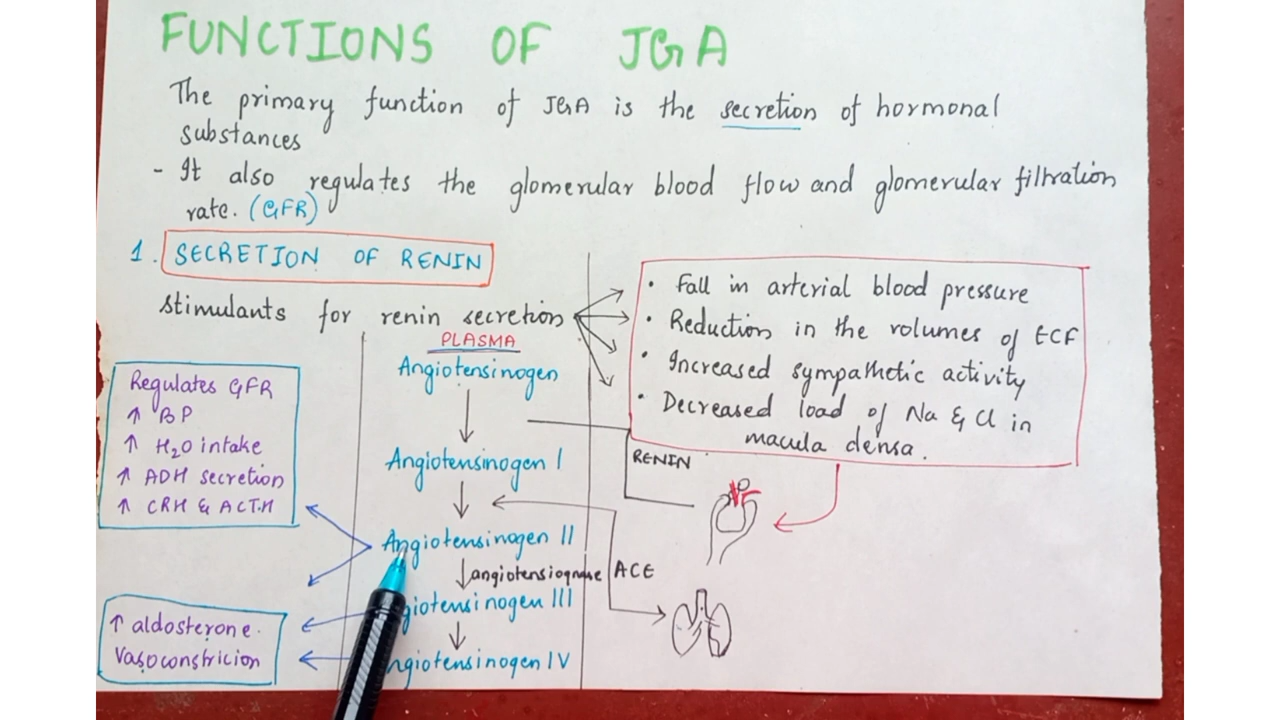 FUNCTIONS OF JGA
The primary function of JGA is the secretion of hormonal
substances
- It also regulates the glomerular blood flow and glomerular filtration
rate. (GFR)
1. SECRETION OF RENIN
stimulants for renin secretion
• Fall in arterial blood pressure
• Reduction in the volumes of ECF
• Increased sympathetic activity
• Decreased load of Na & Cl in
macula densa.
PLASMA
Angiotensinogen
Angiotensinogen I
RENIN
Angiotensinogen II
angiotensiognase
ACE
giotensinogen III
ngiotensinogen IV
Regulates GFR
↑ BP
↑ H₂O intake
↑ ADH secretion
↑ CRH & ACTH
↑ aldosterone.
Vasoconstricion